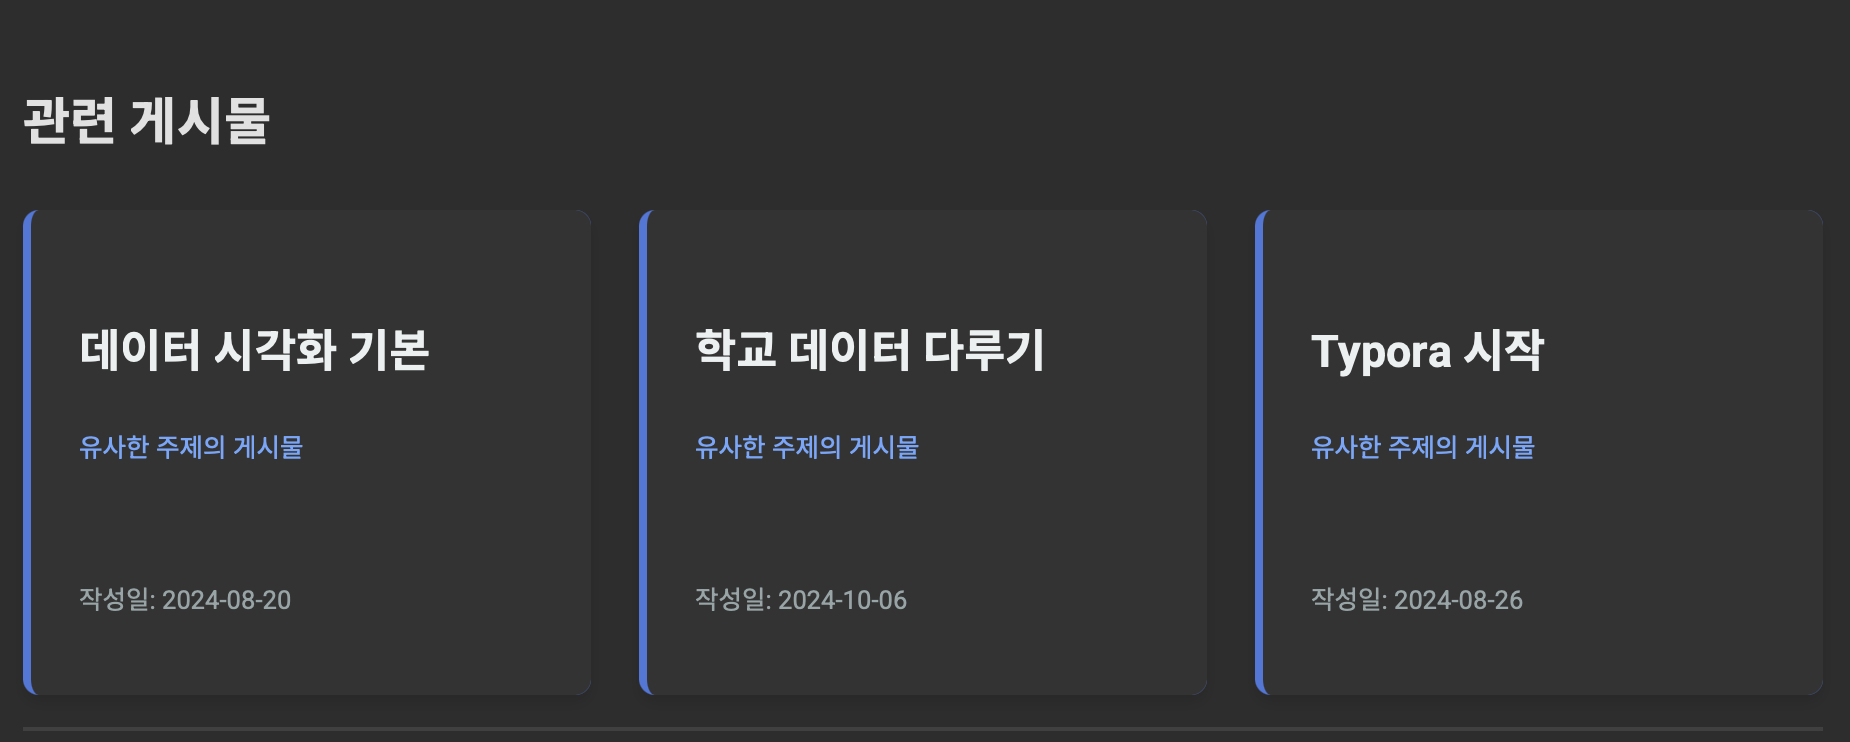 관련 게시물
데이터 시각화 기본
유사한 주제의 게시물
작성일: 2024-08-20
학교 데이터 다루기
유사한 주제의 게시물
작성일: 2024-10-06
Typora 시작
유사한 주제의 게시물
작성일: 2024-08-26